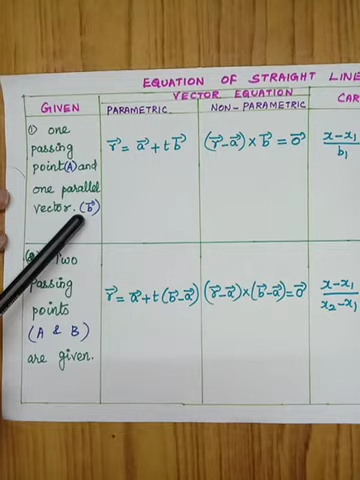 EQUATION OF STRAIGHT LINE
VECTOR EQUATION
GIVEN
PARAMETRIC
NON-PARAMETRIC
CAR
① one
passing
point(A) and
one parallel
vector. (b⃗)
r⃗ = a⃗ + t b⃗
(r⃗-a⃗) × b⃗ = 0⃗
x-x₁
b₁
Two
passing
points
(A & B)
are given.
r⃗ = a⃗ + t (b⃗-a⃗)
(r⃗-a⃗) × (b⃗-a⃗) = 0⃗
x-x₁
x₂-x₁